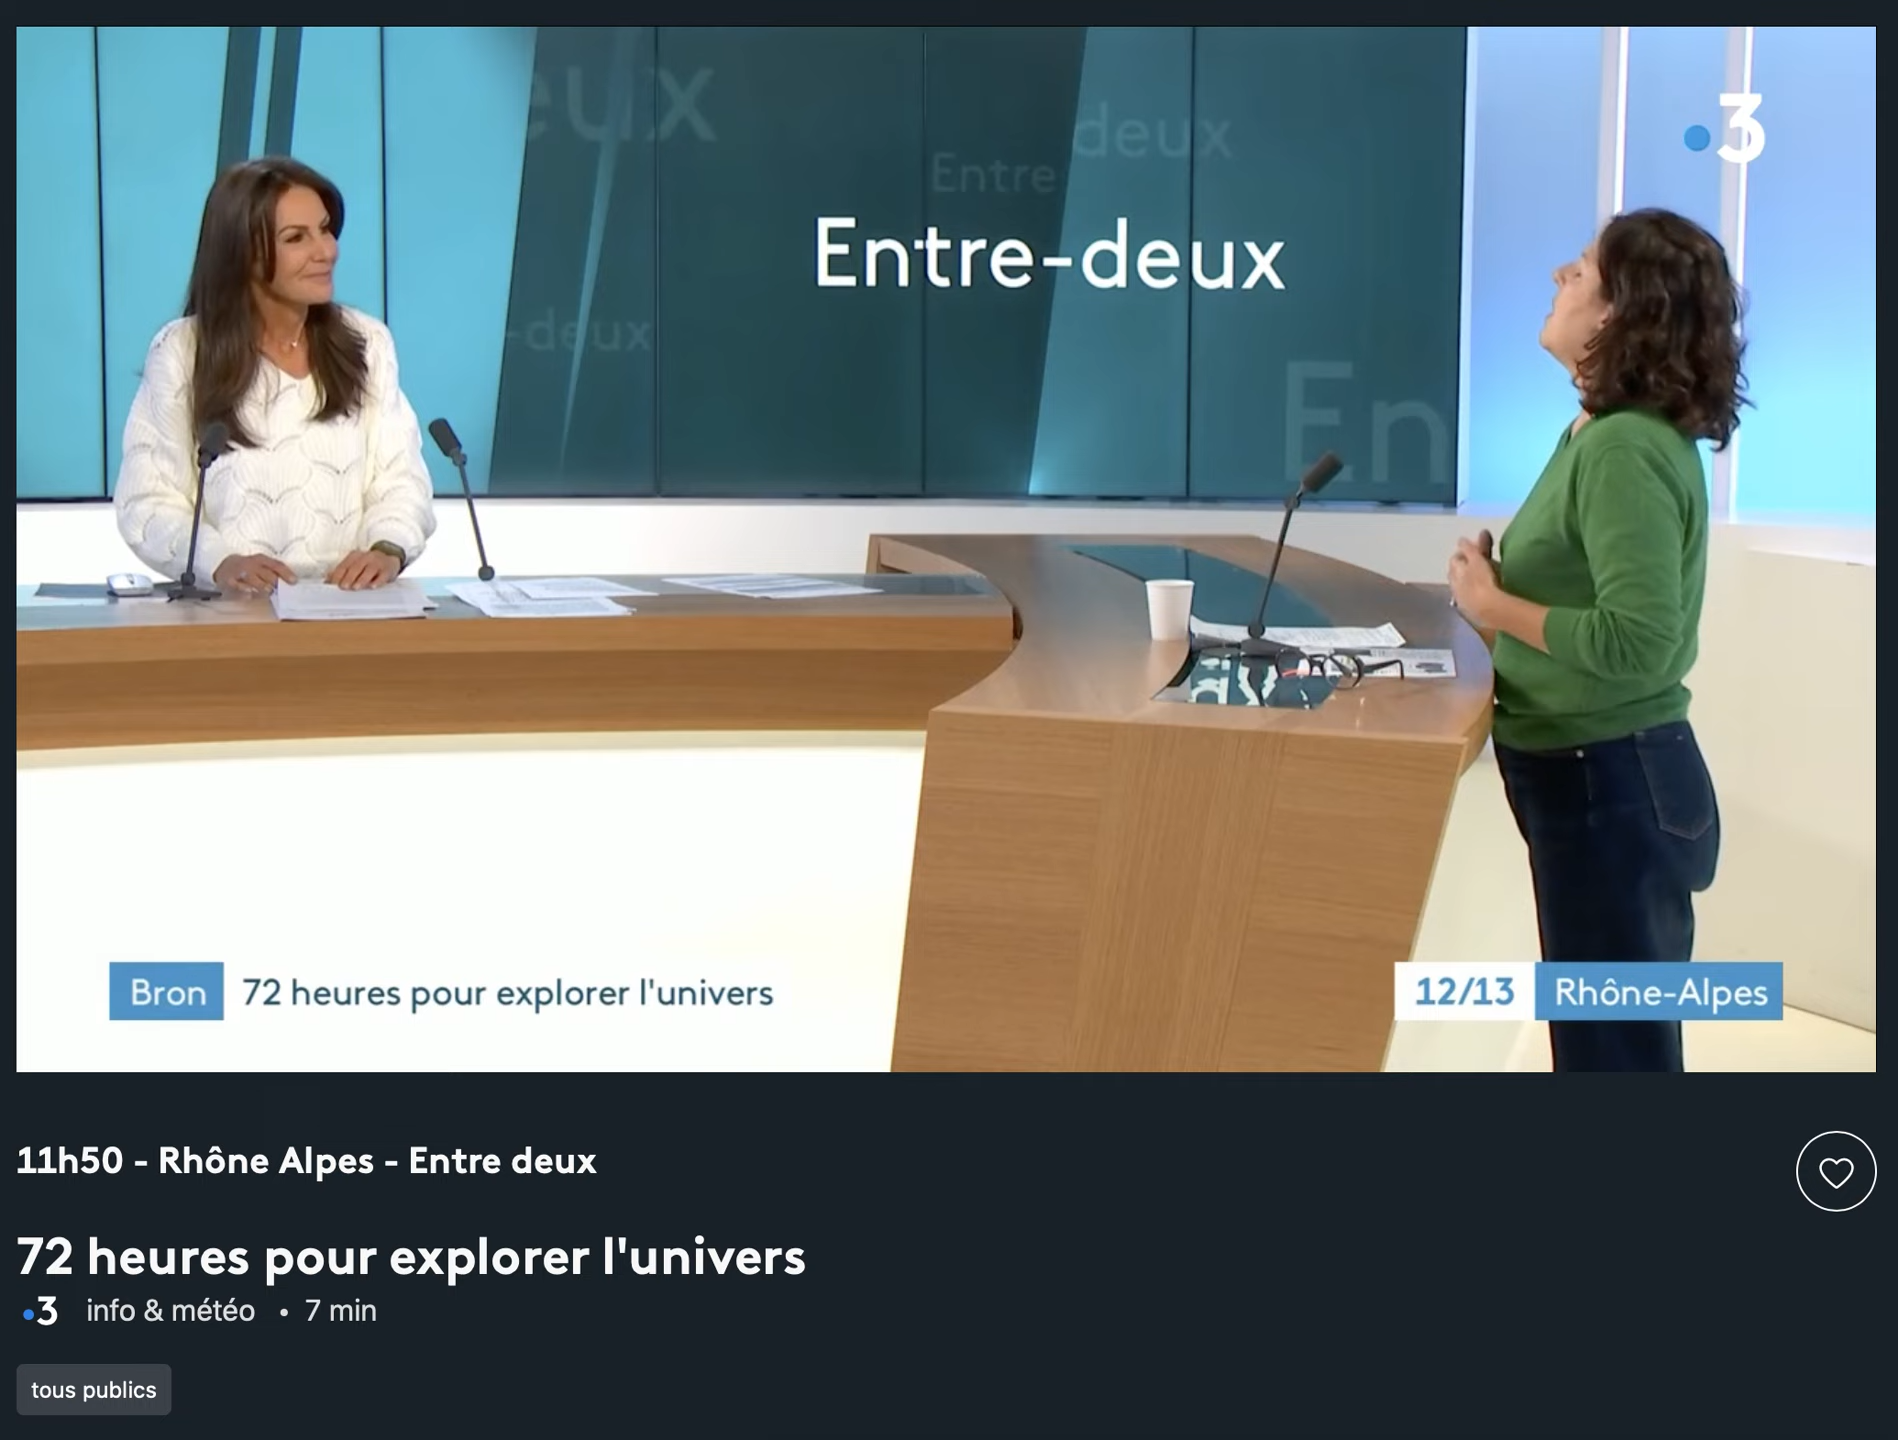 eux
deux
Entre
3
Entre-deux
-deux
En
Bron 72 heures pour explorer l'univers
12/13 Rhône-Alpes
11h50 - Rhône Alpes - Entre deux
72 heures pour explorer l'univers
3 info & météo • 7 min
tous publics